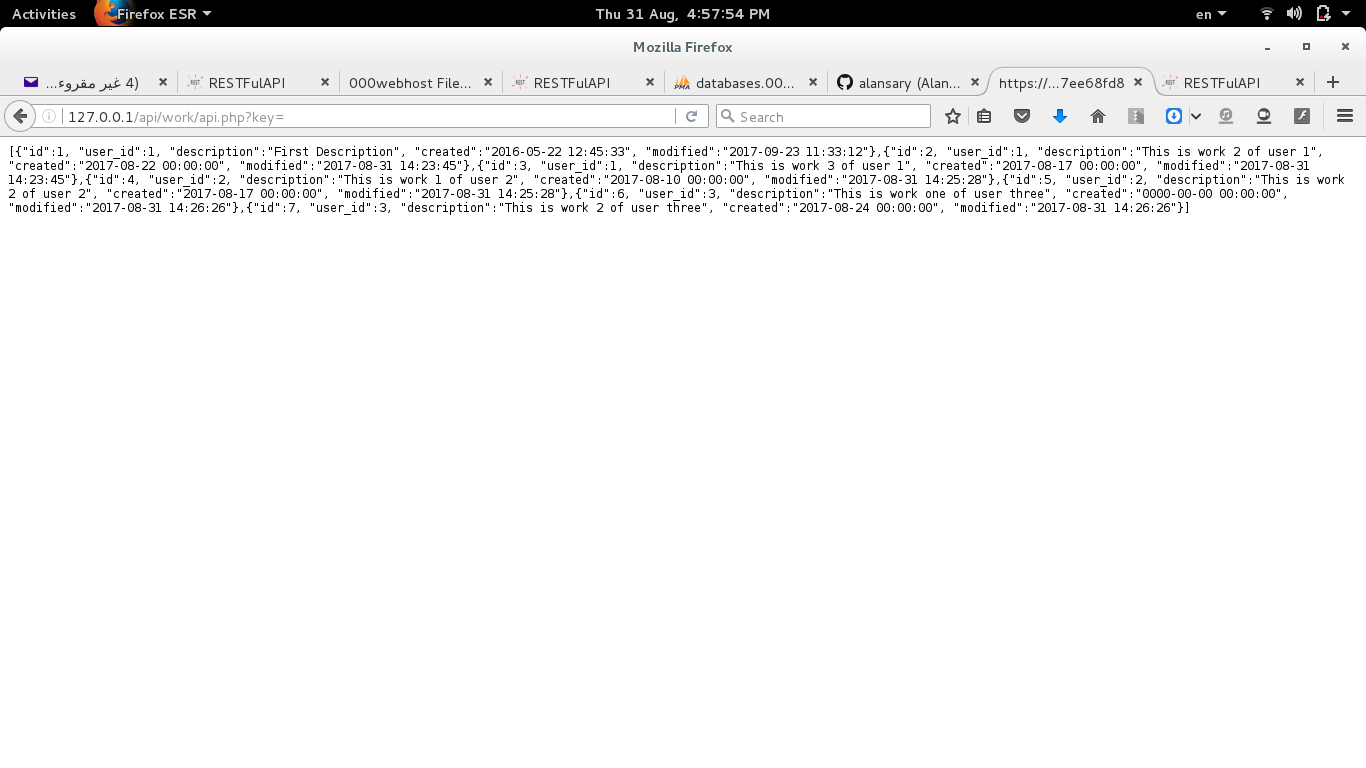 Activities Firefox ESR Thu 31 Aug, 4:57:54 PM en
Mozilla Firefox
(4 غير مقروء... RESTFulAPI 000webhost File... RESTFulAPI PMA databases.00... alansary (Alan... https://...7ee68fd8 RESTFulAPI
127.0.0.1/api/work/api.php?key= Search
[{"id":1, "user_id":1, "description":"First Description", "created":"2016-05-22 12:45:33", "modified":"2017-09-23 11:33:12"},{"id":2, "user_id":1, "description":"This is work 2 of user 1",
"created":"2017-08-22 00:00:00", "modified":"2017-08-31 14:23:45"},{"id":3, "user_id":1, "description":"This is work 3 of user 1", "created":"2017-08-17 00:00:00", "modified":"2017-08-31
14:23:45"},{"id":4, "user_id":2, "description":"This is work 1 of user 2", "created":"2017-08-10 00:00:00", "modified":"2017-08-31 14:25:28"},{"id":5, "user_id":2, "description":"This is work
2 of user 2", "created":"2017-08-17 00:00:00", "modified":"2017-08-31 14:25:28"},{"id":6, "user_id":3, "description":"This is work one of user three", "created":"0000-00-00 00:00:00",
"modified":"2017-08-31 14:26:26"},{"id":7, "user_id":3, "description":"This is work 2 of user three", "created":"2017-08-24 00:00:00", "modified":"2017-08-31 14:26:26"}]